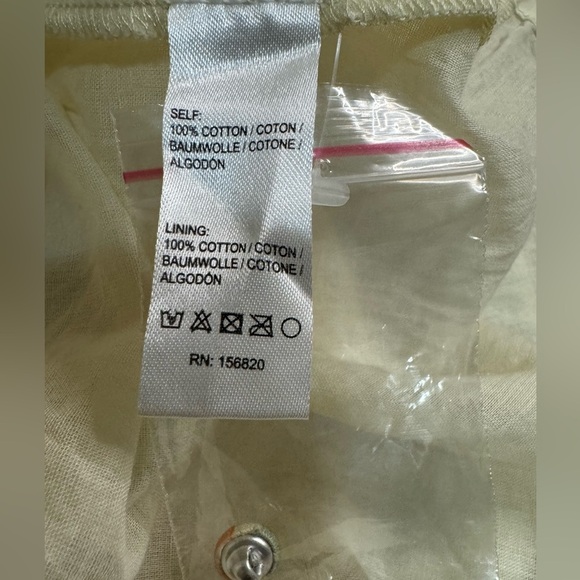 SELF:
100% COTTON / COTON /
BAUMWOLLE / COTONE /
ALGODÓN
LINING:
100% COTTON / COTON /
BAUMWOLLE / COTONE /
ALGODÓN
RN: 156820